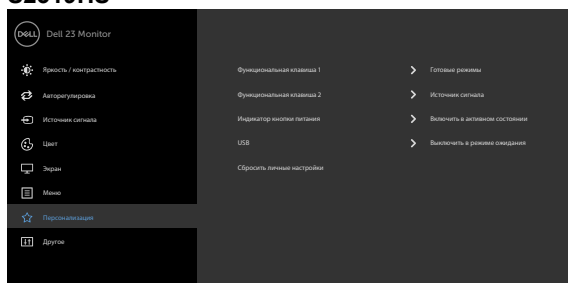 DELL
Dell 23 Monitor
Яркость / контрастность
Авторегулировка
Источник сигнала
Цвет
Экран
Меню
Персонализация
Другое
Функциональная клавиша 1
Готовые режимы
Функциональная клавиша 2
Источник сигнала
Индикатор кнопки питания
Включить в активном состоянии
USB
Выключить в режиме ожидания
Сбросить личные настройки